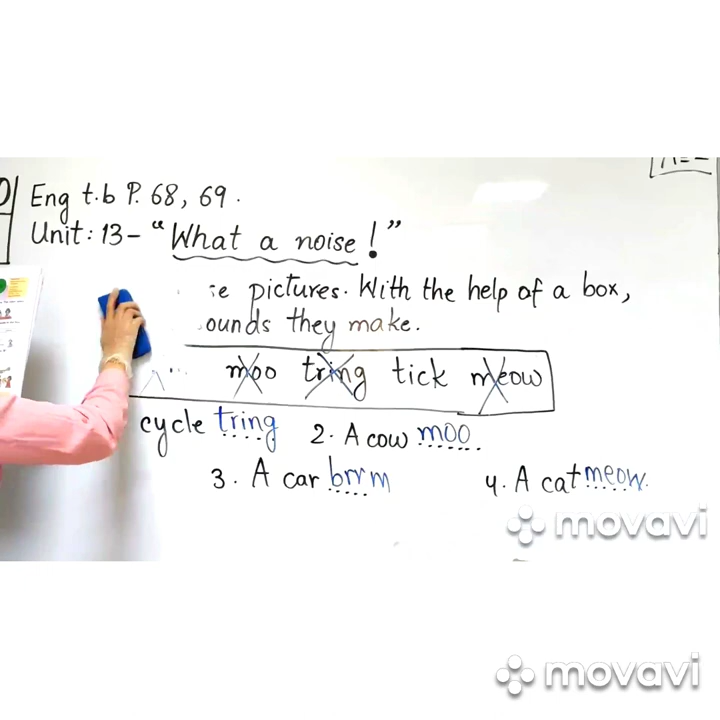 Eng t.b P. 68, 69.
Unit: 13- "What a noise!"
pictures. With the help of a box,
ounds they make.
moo tring tick meow
cycle tring 2. A cow moo.
3. A car brrm 4. A cat meow.
movavi
movavi